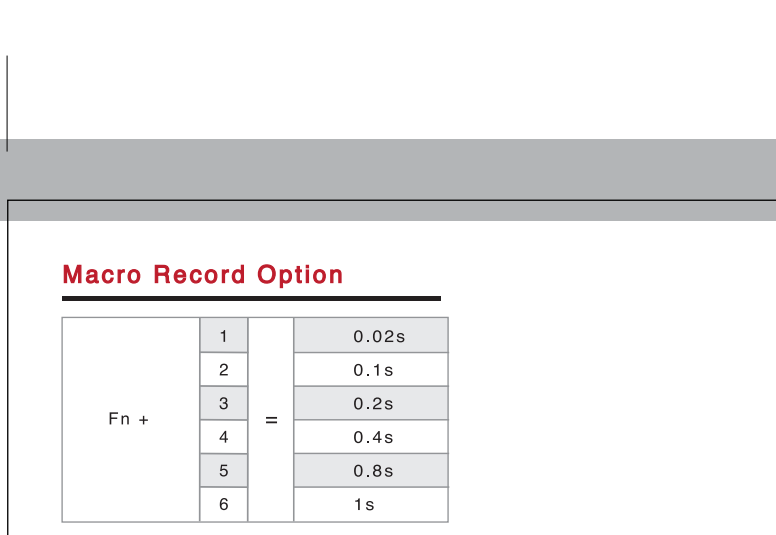 Macro Record Option
1 0.02s
2 0.1s
3 0.2s
Fn + =
4 0.4s
5 0.8s
6 1s